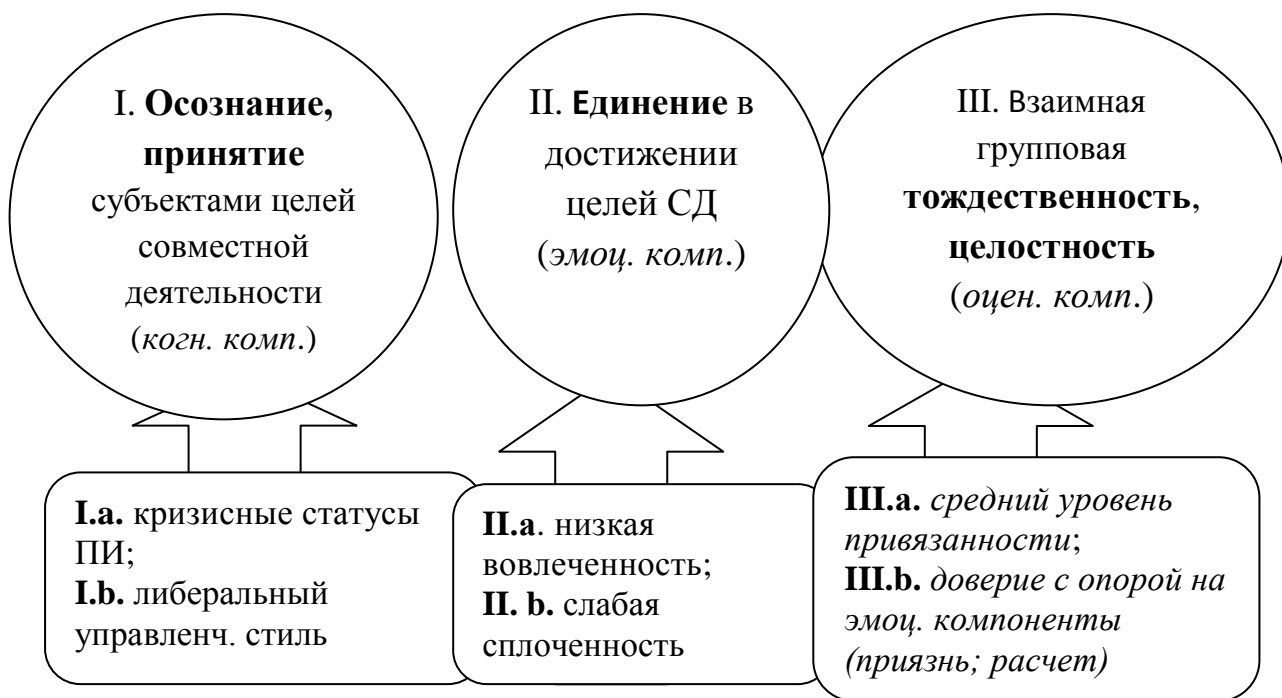 I. Осознание,
принятие
субъектами целей
совместной
деятельности
(когн. комп.)
II. Единение в
достижении
целей СД
(эмоц. комп.)
III. Взаимная
групповая
тождественность,
целостность
(оцен. комп.)
I.a. кризисные статусы
ПИ;
I.b. либеральный
управленч. стиль
II.a. низкая
вовлеченность;
II. b. слабая
сплоченность
III.a. средний уровень
привязанности;
III.b. доверие с опорой на
эмоц. компоненты
(приязнь; расчет)